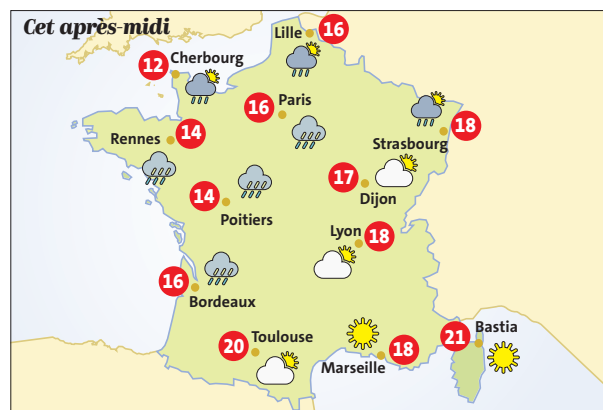 Cet après-midi
Lille 16
12 Cherbourg
16 Paris
Rennes 14
Strasbourg 18
17 Dijon
14 Poitiers
Lyon 18
16 Bordeaux
20 Toulouse
Marseille 18
21 Bastia